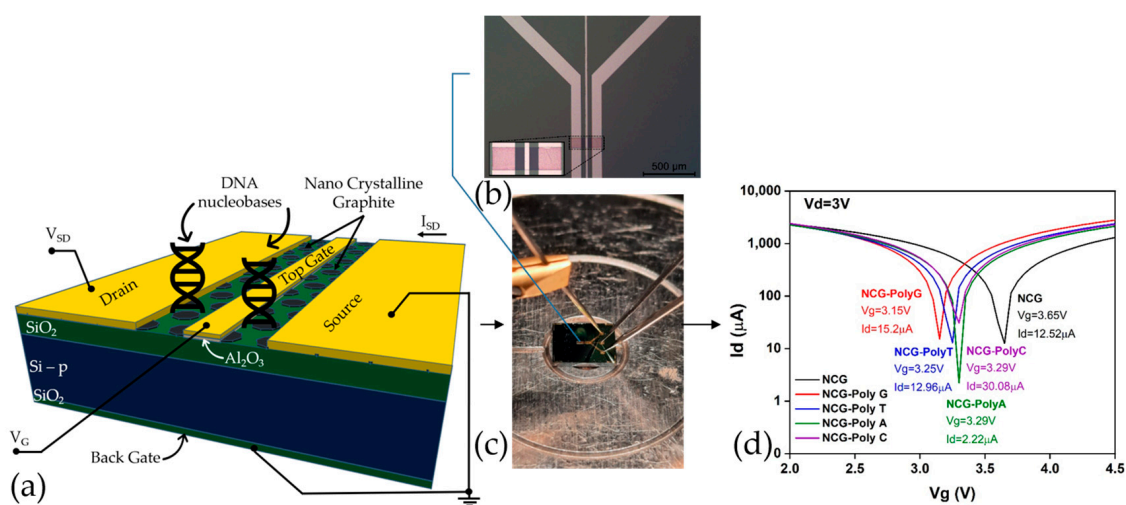 DNA
nucleobases
Nano Crystalline
Graphite
V_SD
I_SD
Drain
Top Gate
Source
SiO₂
Al₂O₃
Si – p
SiO₂
V_G
Back Gate
(a)
500 µm
(b)
(c)
10,000
1,000
100
10
1
0
Id (µA)
Vd=3V
NCG-PolyG
Vg=3.15V
Id=15.2µA
NCG
Vg=3.65V
Id=12.52µA
NCG-PolyT
Vg=3.25V
Id=12.96µA
NCG-PolyC
Vg=3.29V
Id=30.08µA
NCG-PolyA
Vg=3.29V
Id=2.22µA
NCG
NCG-Poly G
NCG-Poly T
NCG-Poly A
NCG-Poly C
2.0 2.5 3.0 3.5 4.0 4.5
Vg (V)
(d)